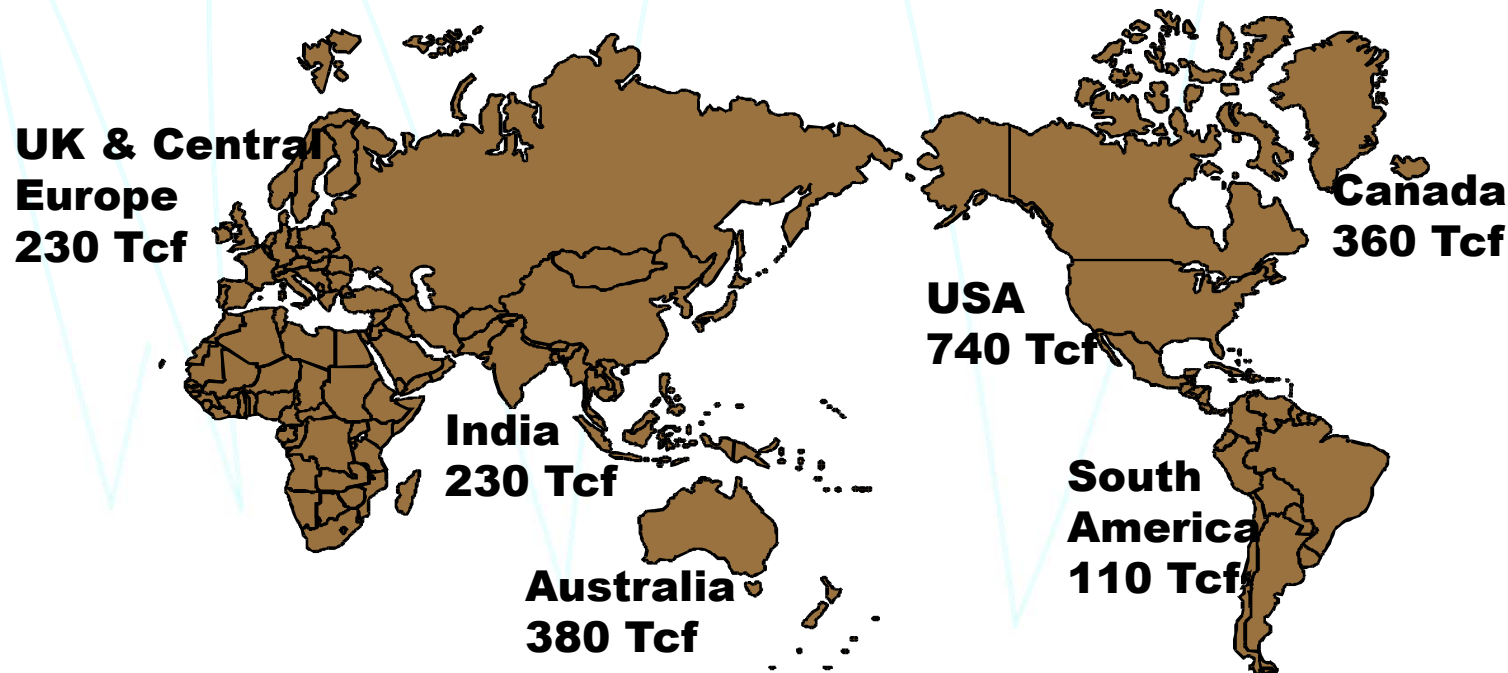 UK & Central
Europe
230 Tcf
Canada
360 Tcf
USA
740 Tcf
India
230 Tcf
South
America
110 Tcf
Australia
380 Tcf